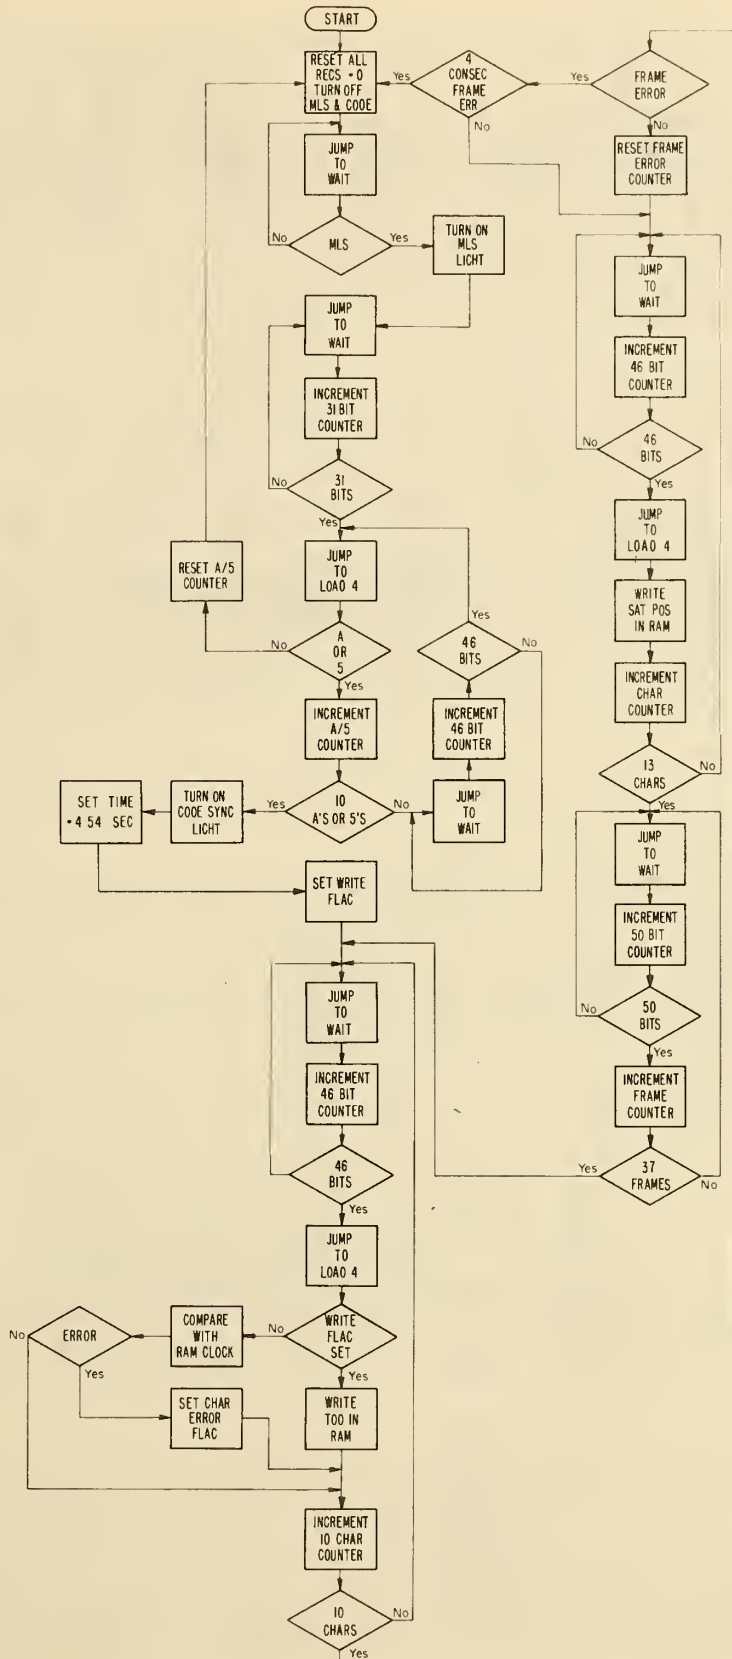 START
RESET ALL
RECS = 0
TURN OFF
MLS & CODE
Yes
4
CONSEC
FRAME
ERR
No
Yes
FRAME
ERROR
No
RESET FRAME
ERROR
COUNTER
JUMP
TO
WAIT
No
MLS
Yes
TURN ON
MLS
LIGHT
JUMP
TO
WAIT
INCREMENT
31 BIT
COUNTER
No
31
BITS
Yes
JUMP
TO
LOAD 4
RESET A/5
COUNTER
No
A
OR
5
Yes
INCREMENT
A/5
COUNTER
10
A'S OR 5'S
Yes
No
TURN ON
CODE SYNC
LIGHT
SET TIME
•4 54 SEC
JUMP
TO
WAIT
INCREMENT
46 BIT
COUNTER
46
BITS
Yes
No
JUMP
TO
WAIT
INCREMENT
46 BIT
COUNTER
No
46
BITS
Yes
JUMP
TO
LOAD 4
WRITE
SAT POS
IN RAM
INCREMENT
CHAR
COUNTER
13
CHARS
No
Yes
JUMP
TO
WAIT
INCREMENT
50 BIT
COUNTER
No
50
BITS
Yes
INCREMENT
FRAME
COUNTER
Yes
37
FRAMES
No
SET WRITE
FLAG
JUMP
TO
WAIT
INCREMENT
46 BIT
COUNTER
No
46
BITS
Yes
JUMP
TO
LOAD 4
WRITE
FLAG
SET
No
Yes
COMPARE
WITH
RAM CLOCK
ERROR
No
Yes
SET CHAR
ERROR
FLAG
WRITE
TOO IN
RAM
INCREMENT
10 CHAR
COUNTER
10
CHARS
No
Yes